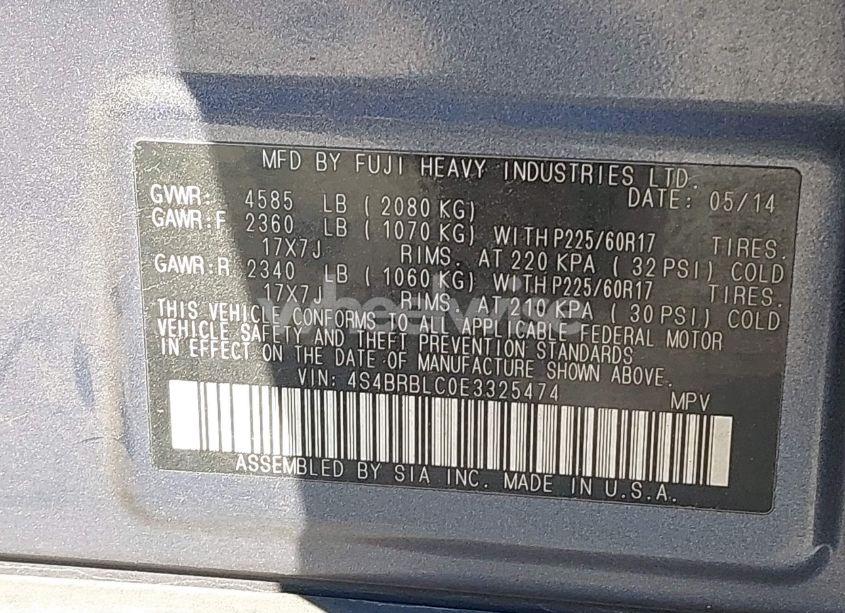 MFD BY FUJI HEAVY INDUSTRIES LTD.
GVWR: 4585 LB ( 2080 KG) DATE: 05/14
GAWR:F 2360 LB ( 1070 KG) WITH P225/60R17 TIRES.
17X7J RIMS. AT 220 KPA ( 32 PSI) COLD
GAWR:R 2340 LB ( 1060 KG) WITH P225/60R17 TIRES.
17X7J RIMS. AT 210 KPA ( 30 PSI) COLD
THIS VEHICLE CONFORMS TO ALL APPLICABLE FEDERAL MOTOR
VEHICLE SAFETY AND THEFT PREVENTION STANDARDS
IN EFFECT ON THE DATE OF MANUFACTURE SHOWN ABOVE.
VIN: 4S4BRBLC0E3325474 MPV
ASSEMBLED BY SIA INC. MADE IN U.S.A.
wheelwise